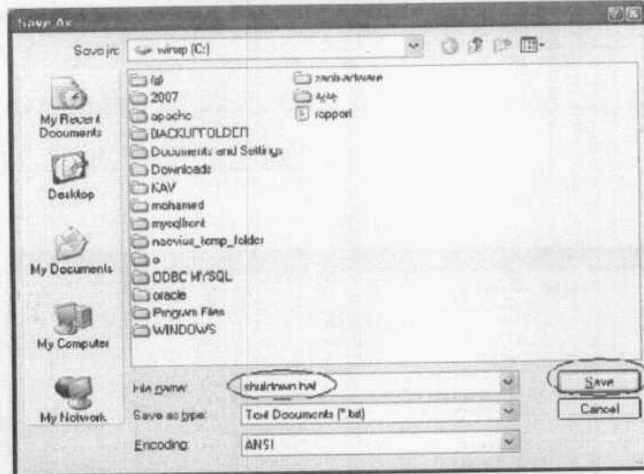 Save As
Save in:
winxp (C:)
My Recent
Documents
Desktop
My Documents
My Computer
My Network
2007
apache
BACKUPFOLDER
Documents and Settings
Downloads
KAV
mohamed
mysqlfront
ODBC MYSQL
oracle
Program Files
WINDOWS
rapport
File name:
shutdown.bat
Save
Save as type:
Text Documents (*.txt)
Cancel
Encoding:
ANSI